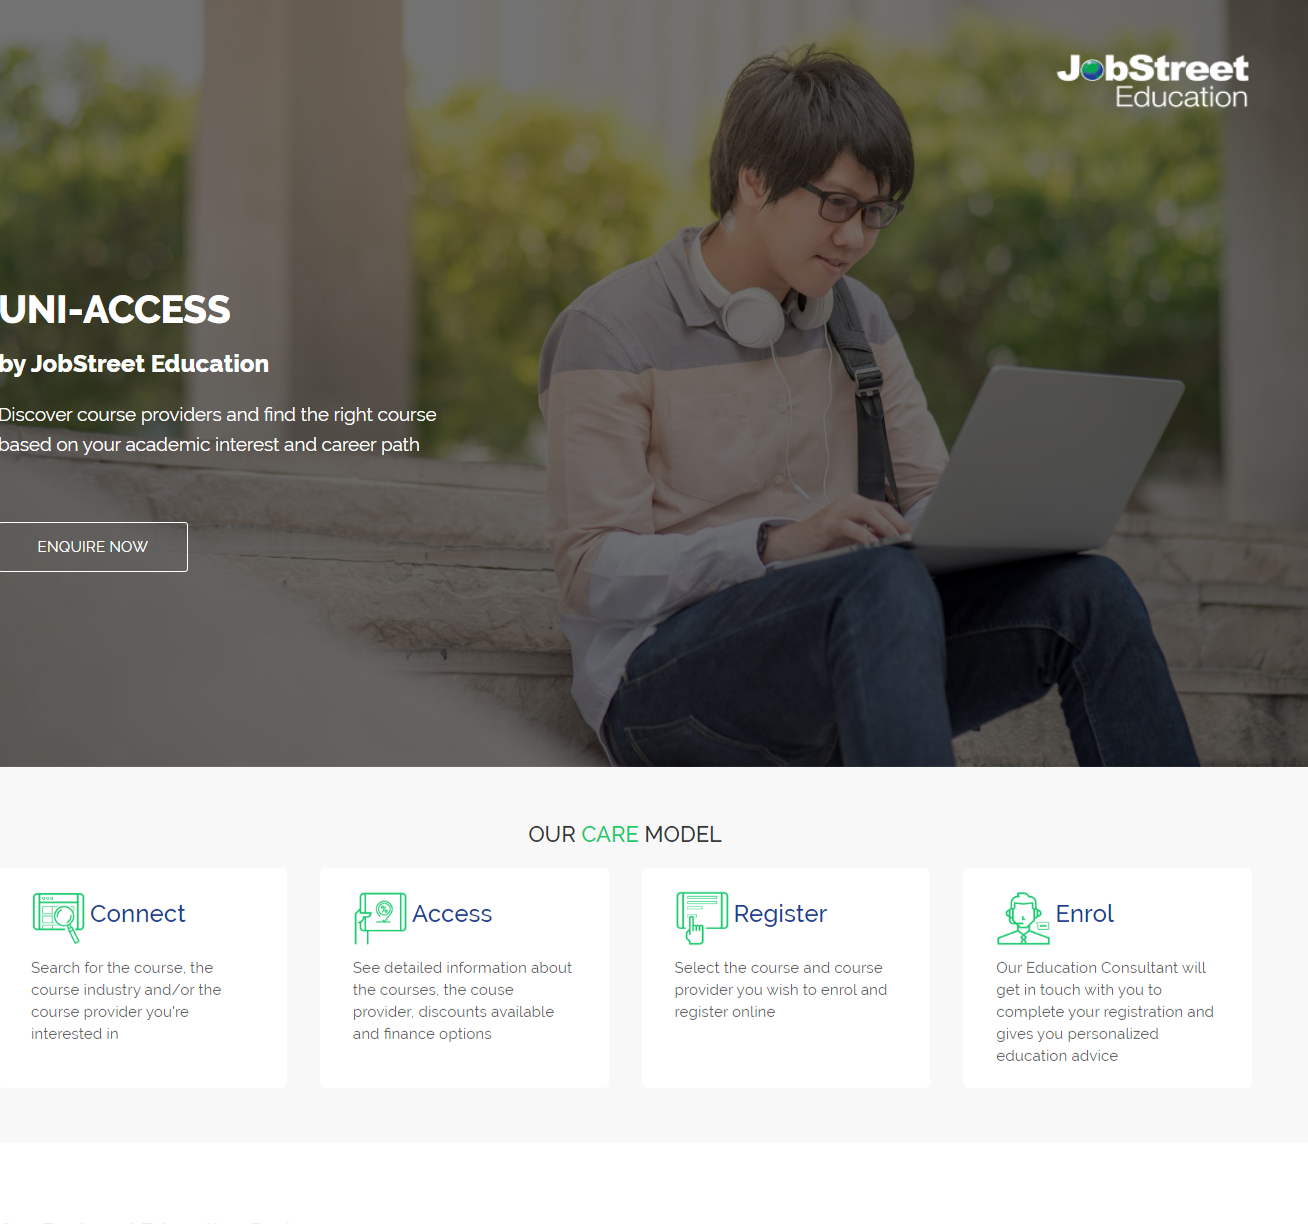 JobStreet
Education
UNI-ACCESS
by JobStreet Education
Discover course providers and find the right course
based on your academic interest and career path
ENQUIRE NOW
OUR CARE MODEL
Connect
Search for the course, the
course industry and/or the
course provider you're
interested in
Access
See detailed information about
the courses, the couse
provider, discounts available
and finance options
Register
Select the course and course
provider you wish to enrol and
register online
Enrol
Our Education Consultant will
get in touch with you to
complete your registration and
gives you personalized
education advice